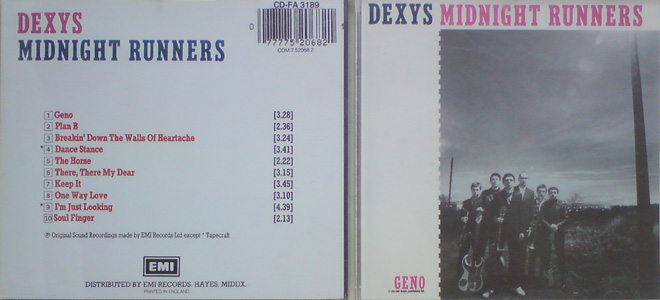 DEXYS
MIDNIGHT RUNNERS
CD-FA 3189
0
77775 20682
CDM 7 52068 2
1 Geno [3.28]
2 Plan B [2.36]
3 Breakin' Down The Walls Of Heartache [3.24]
* 4 Dance Stance [3.41]
5 The Horse [2.22]
6 There, There My Dear [3.15]
7 Keep It [3.45]
8 One Way Love [3.10]
* 9 I'm Just Looking [4.39]
10 Soul Finger [2.13]
℗ Original Sound Recordings made by EMI Records Ltd except * Tapecraft
EMI
DISTRIBUTED BY EMI RECORDS. HAYES. MIDDX.
PRINTED IN ENGLAND
DEXYS MIDNIGHT RUNNERS
GENO